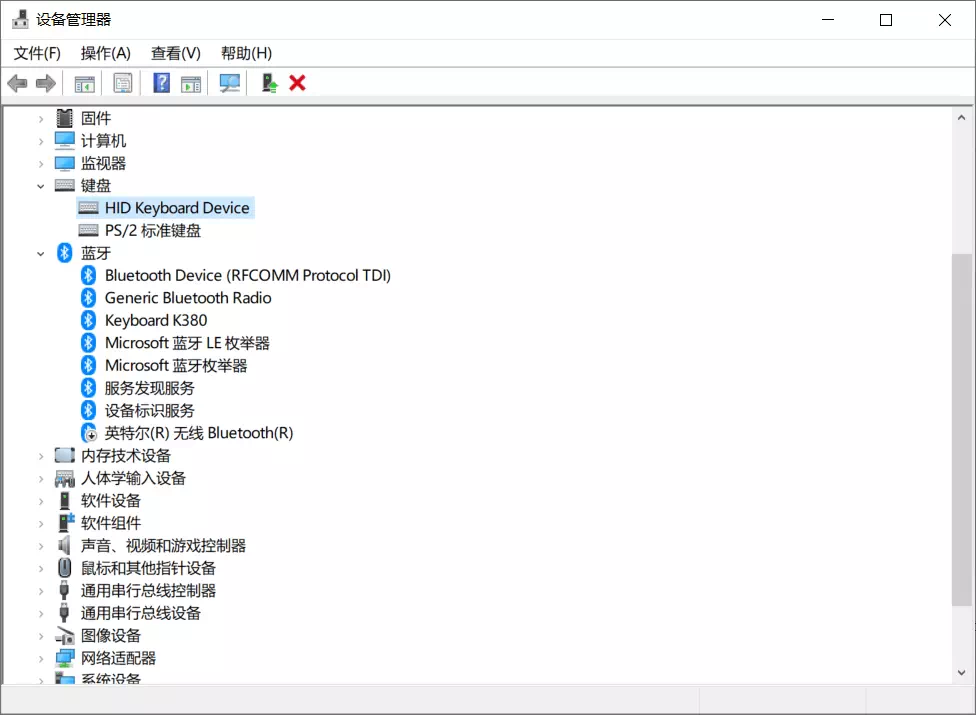 设备管理器
文件(F) 操作(A) 查看(V) 帮助(H)
固件
计算机
监视器
键盘
HID Keyboard Device
PS/2 标准键盘
蓝牙
Bluetooth Device (RFCOMM Protocol TDI)
Generic Bluetooth Radio
Keyboard K380
Microsoft 蓝牙 LE 枚举器
Microsoft 蓝牙枚举器
服务发现服务
设备标识服务
英特尔(R) 无线 Bluetooth(R)
内存技术设备
人体学输入设备
软件设备
软件组件
声音、视频和游戏控制器
鼠标和其他指针设备
通用串行总线控制器
通用串行总线设备
图像设备
网络适配器
系统设备